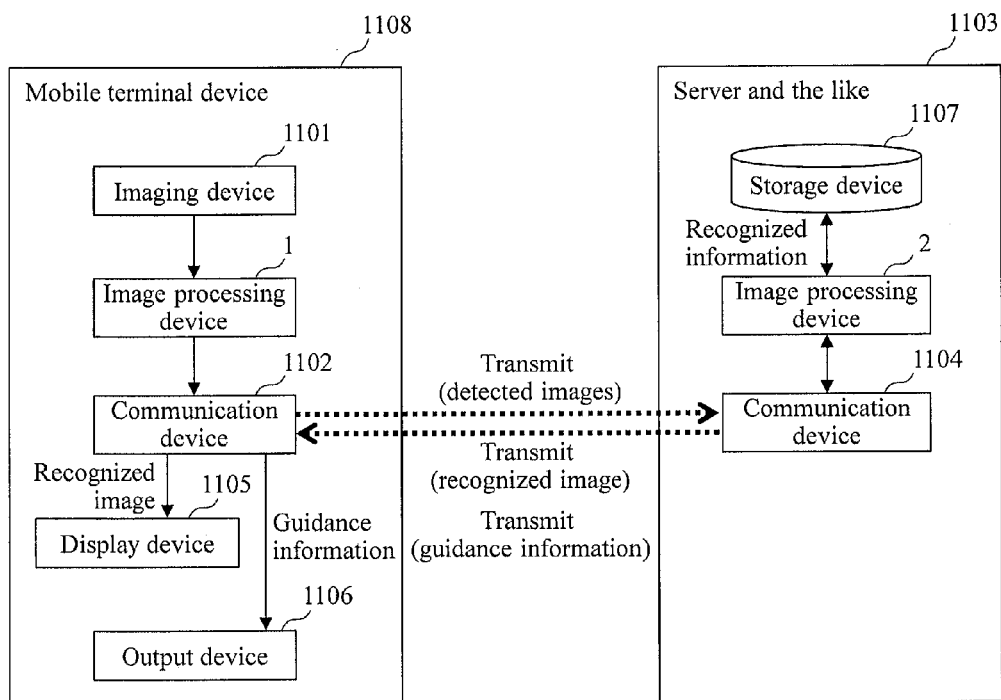 1108
Mobile terminal device
1101
Imaging device
1
Image processing
device
1102
Communication
device
Recognized
image
1105
Display device
Guidance
information
1106
Output device
Transmit
(detected images)
Transmit
(recognized image)
Transmit
(guidance information)
1103
Server and the like
1107
Storage device
Recognized
information
2
Image processing
device
1104
Communication
device